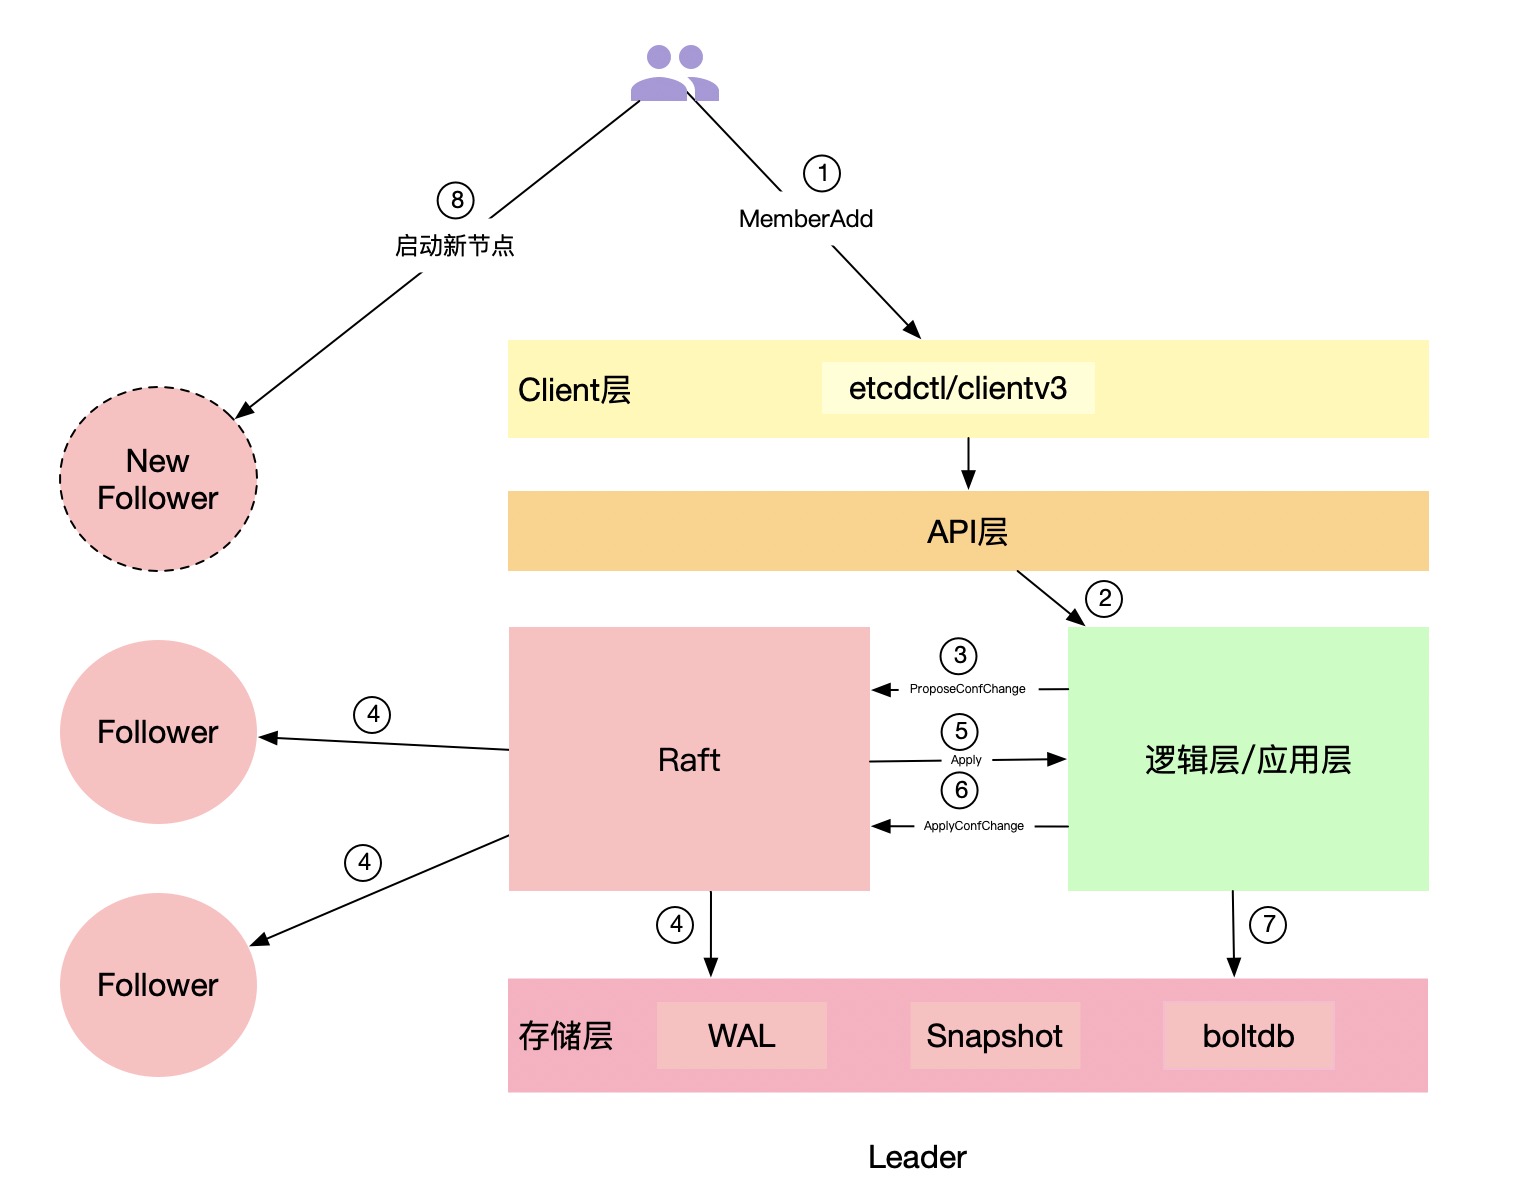 ①
MemberAdd
⑧
启动新节点
Client层
etcdctl/clientv3
New
Follower
API层
②
③
ProposeConfChange
④
Follower
Raft
⑤
Apply
逻辑层/应用层
⑥
ApplyConfChange
④
④
⑦
Follower
存储层
WAL
Snapshot
boltdb
Leader